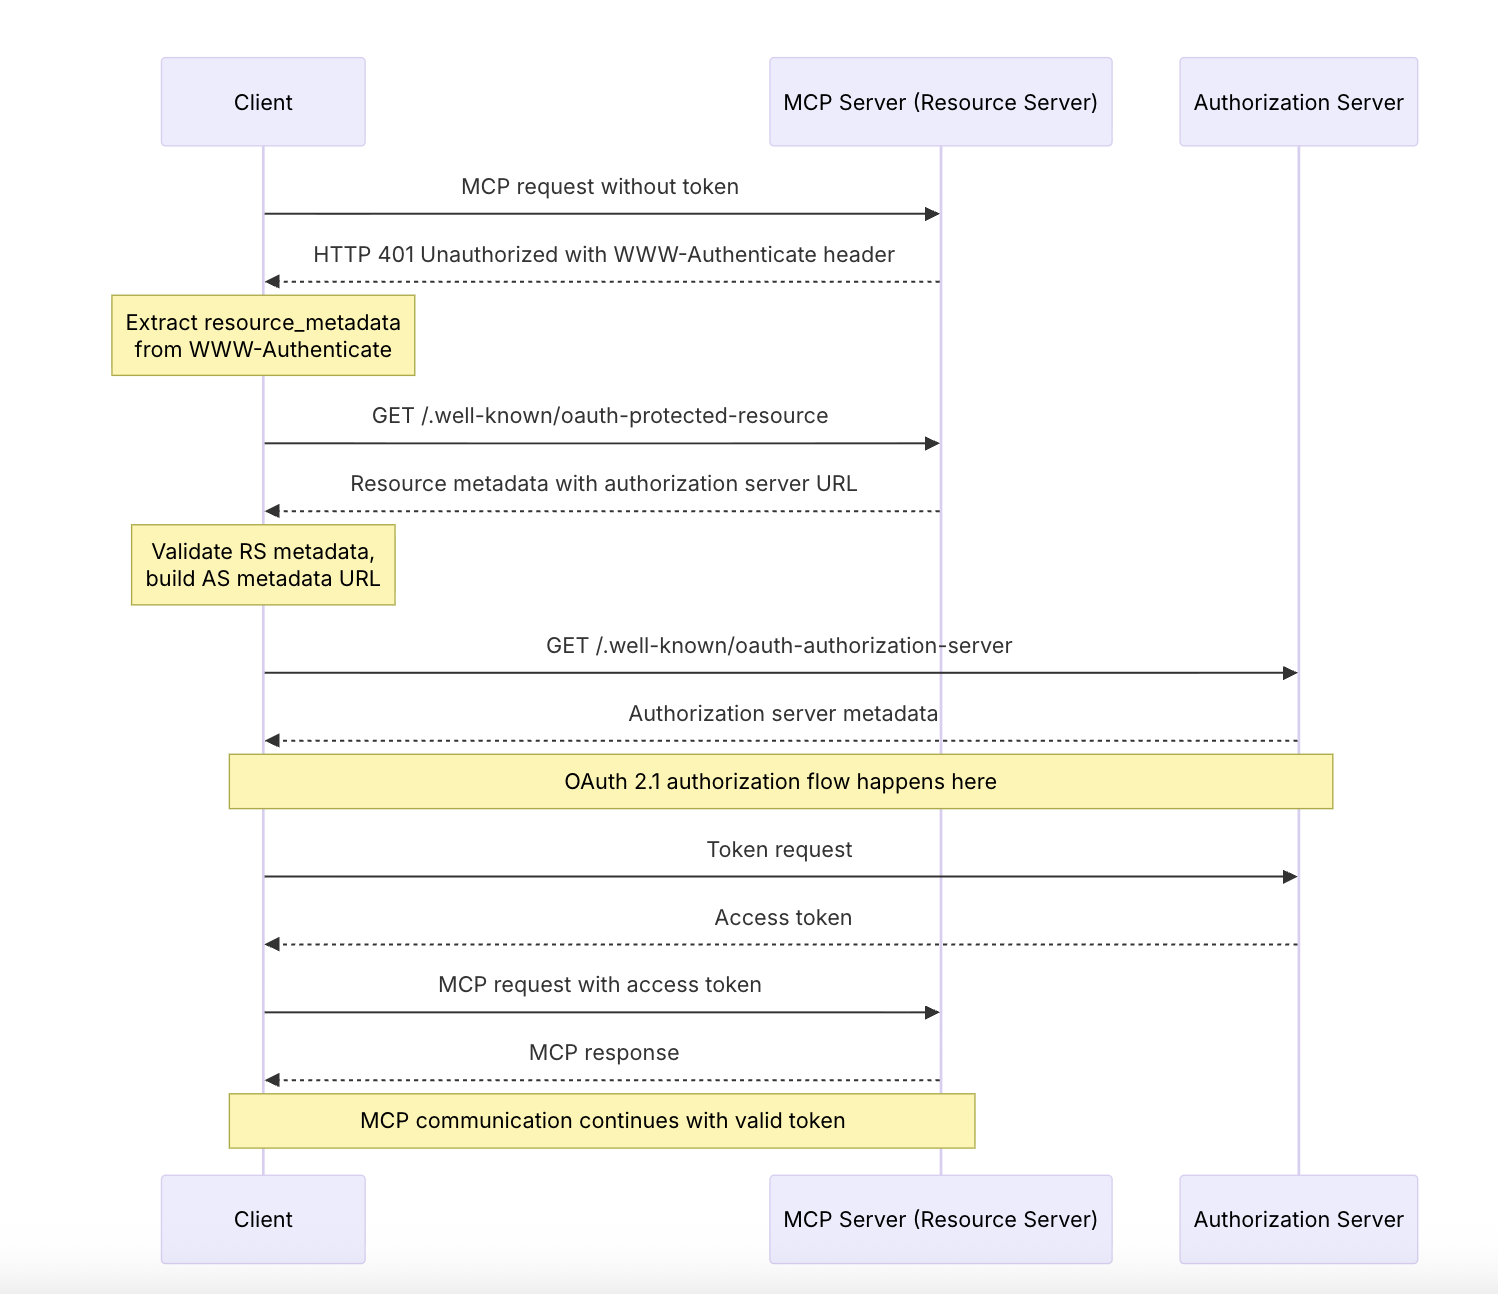 Client
MCP Server (Resource Server)
Authorization Server
MCP request without token
HTTP 401 Unauthorized with WWW-Authenticate header
Extract resource_metadata
from WWW-Authenticate
GET /.well-known/oauth-protected-resource
Resource metadata with authorization server URL
Validate RS metadata,
build AS metadata URL
GET /.well-known/oauth-authorization-server
Authorization server metadata
OAuth 2.1 authorization flow happens here
Token request
Access token
MCP request with access token
MCP response
MCP communication continues with valid token
Client
MCP Server (Resource Server)
Authorization Server